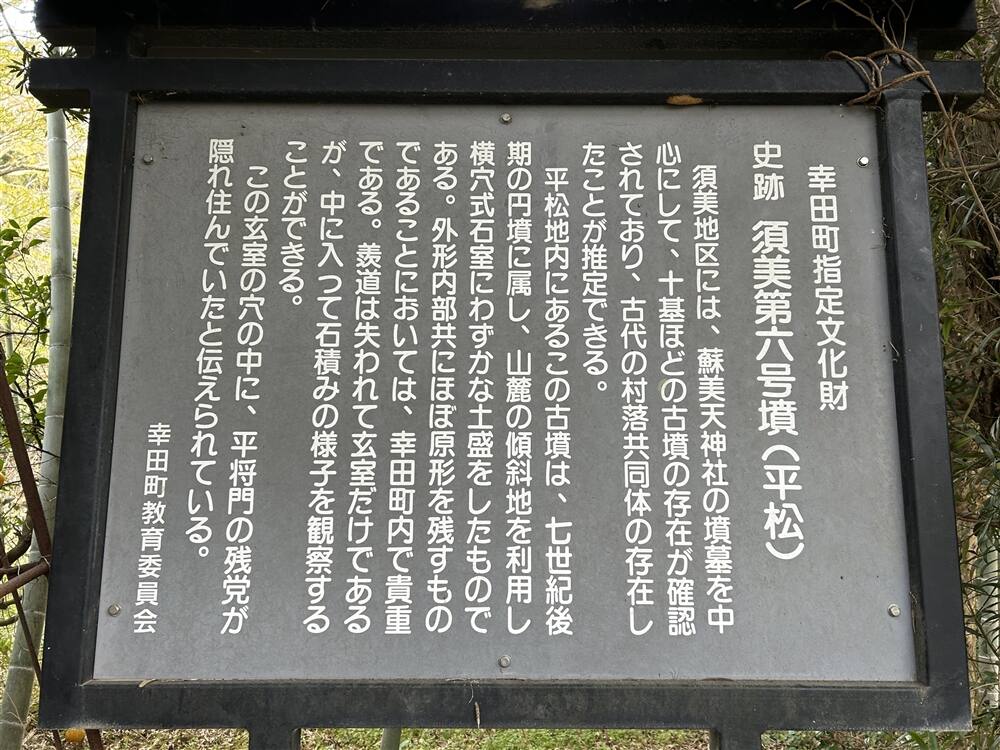 幸田町指定文化財
史跡 須美第六号墳(平松)
須美地区には、蘇美天神社の墳墓を中
心にして、十基ほどの古墳の存在が確認
されており、古代の村落共同体の存在し
たことが推定できる。
平松地内にあるこの古墳は、七世紀後
期の円墳に属し、山麓の傾斜地を利用し
横穴式石室にわずかな土盛をしたもので
ある。外形内部共にほぼ原形を残すもの
であることにおいては、幸田町内で貴重
である。羨道は失われて玄室だけである
が、中に入つて石積みの様子を観察する
ことができる。
この玄室の穴の中に、平将門の残党が
隠れ住んでいたと伝えられている。
幸田町教育委員会